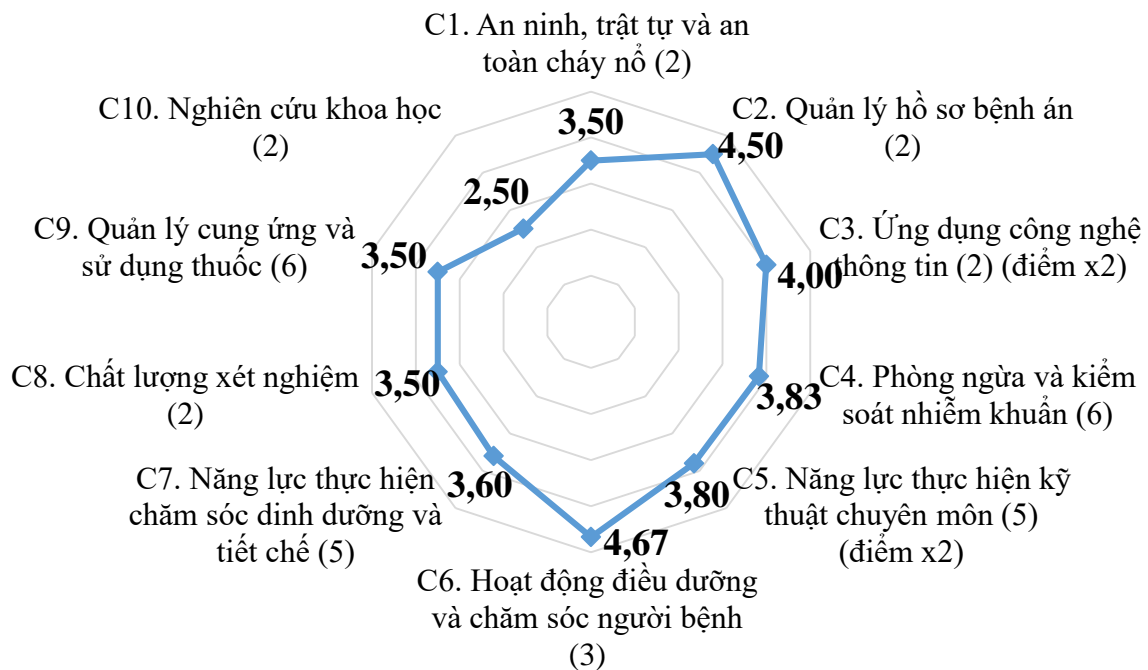 C1. An ninh, trật tự và an
toàn cháy nổ (2)
3,50
C2. Quản lý hồ sơ bệnh án
(2)
4,50
C3. Ứng dụng công nghệ
thông tin (2) (điểm x2)
4,00
C4. Phòng ngừa và kiểm
soát nhiễm khuẩn (6)
3,83
C5. Năng lực thực hiện kỹ
thuật chuyên môn (5)
(điểm x2)
3,80
C6. Hoạt động điều dưỡng
và chăm sóc người bệnh
(3)
4,67
C7. Năng lực thực hiện
chăm sóc dinh dưỡng và
tiết chế (5)
3,60
C8. Chất lượng xét nghiệm
(2)
3,50
C9. Quản lý cung ứng và
sử dụng thuốc (6)
3,50
C10. Nghiên cứu khoa học
(2)
2,50